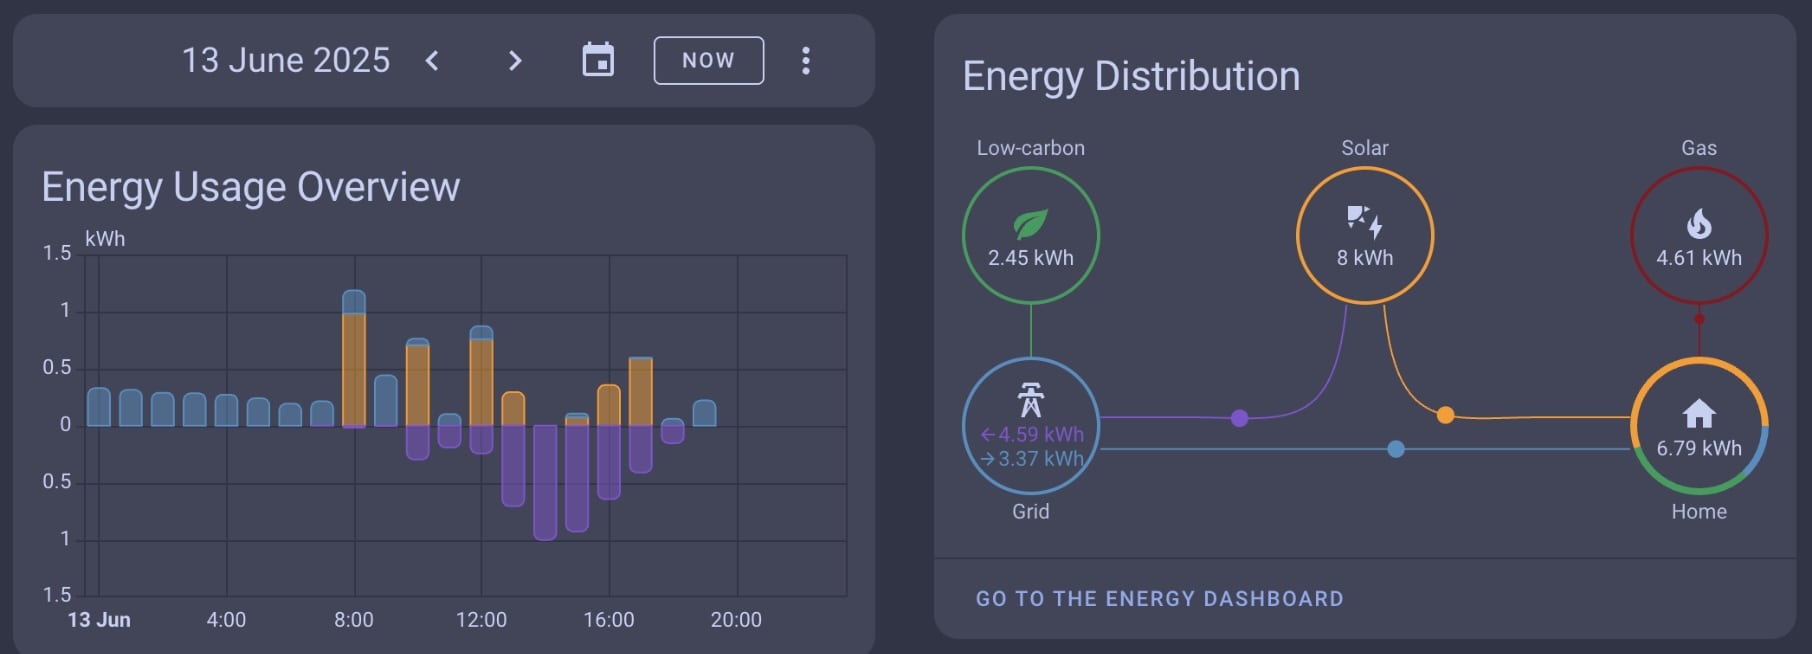 13 June 2025
NOW
Energy Usage Overview
kWh
1.5
1
0.5
0
0.5
1
1.5
13 Jun
4:00
8:00
12:00
16:00
20:00
Energy Distribution
Low-carbon
Solar
Gas
2.45 kWh
8 kWh
4.61 kWh
←4.59 kWh
→3.37 kWh
6.79 kWh
Grid
Home
GO TO THE ENERGY DASHBOARD